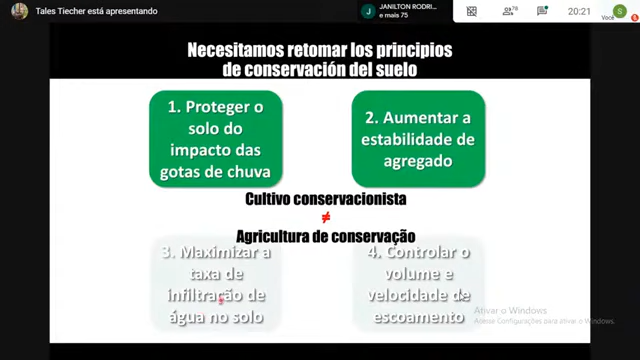 Tales Tiecher está apresentando
JANILTON RODRI...
e mais 75
78
20:21
Você
S
J
Necesitamos retomar los principios
de conservación del suelo
1. Proteger o
solo do
impacto das
gotas de chuva
2. Aumentar a
estabilidade de
agregado
Cultivo conservacionista
≠
Agricultura de conservação
3. Maximizar a
taxa de
infiltração de
água no solo
4. Controlar o
volume e
velocidade de
escoamento
Ativar o Windows
Acesse Configurações para ativar o Windows.